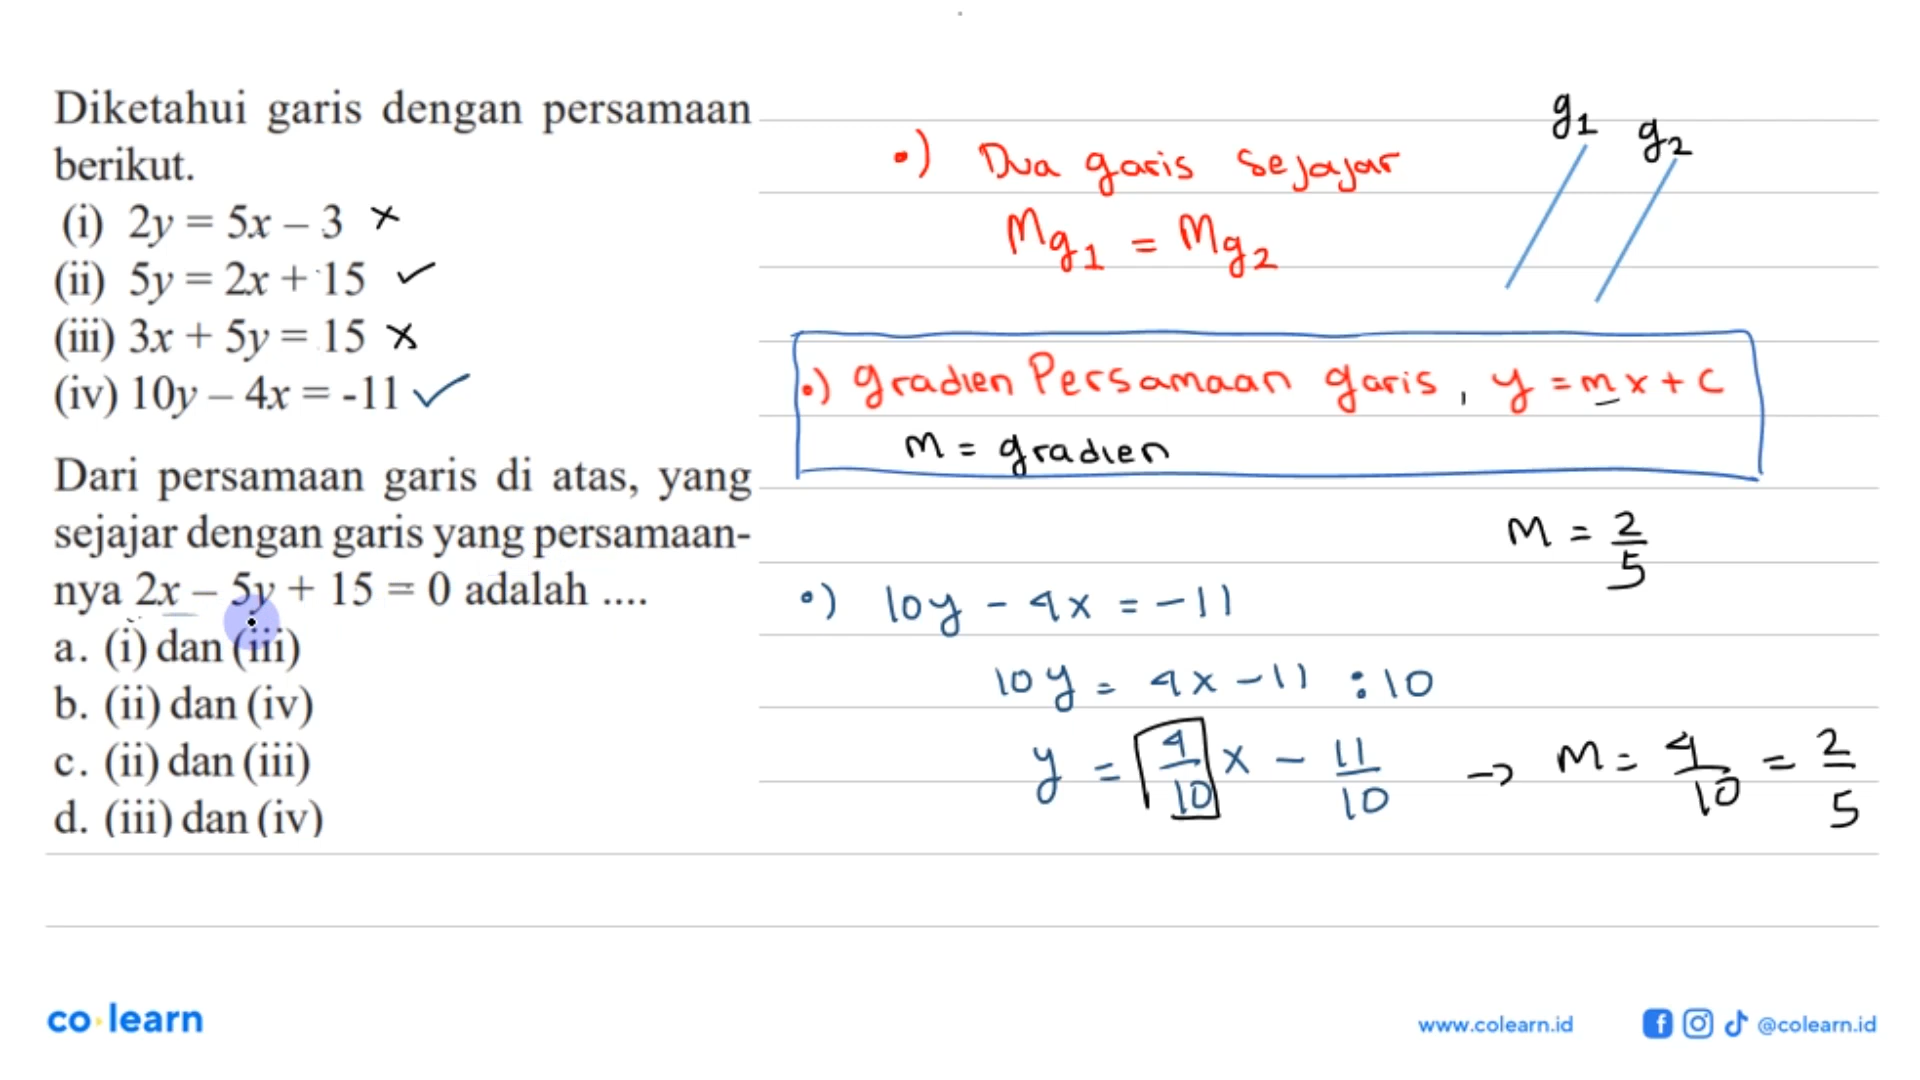 Diketahui garis dengan persamaan
berikut.
(i) 2y = 5x – 3 ×
(ii) 5y = 2x + 15 ✓
(iii) 3x + 5y = 15 ×
(iv) 10y – 4x = -11 ✓
Dari persamaan garis di atas, yang
sejajar dengan garis yang persamaan-
nya 2x – 5y + 15 = 0 adalah ....
a. (i) dan (iii)
b. (ii) dan (iv)
c. (ii) dan (iii)
d. (iii) dan (iv)
•) Dua garis sejajar
Mg1 = Mg2
g1 g2
•) gradien Persamaan garis, y = mx + c
m = gradien
m = 2/5
•) 10y - 4x = -11
10y = 4x - 11 : 10
y = 4/10 x - 11/10 → m = 4/10 = 2/5
co learn
www.colearn.id
@colearn.id